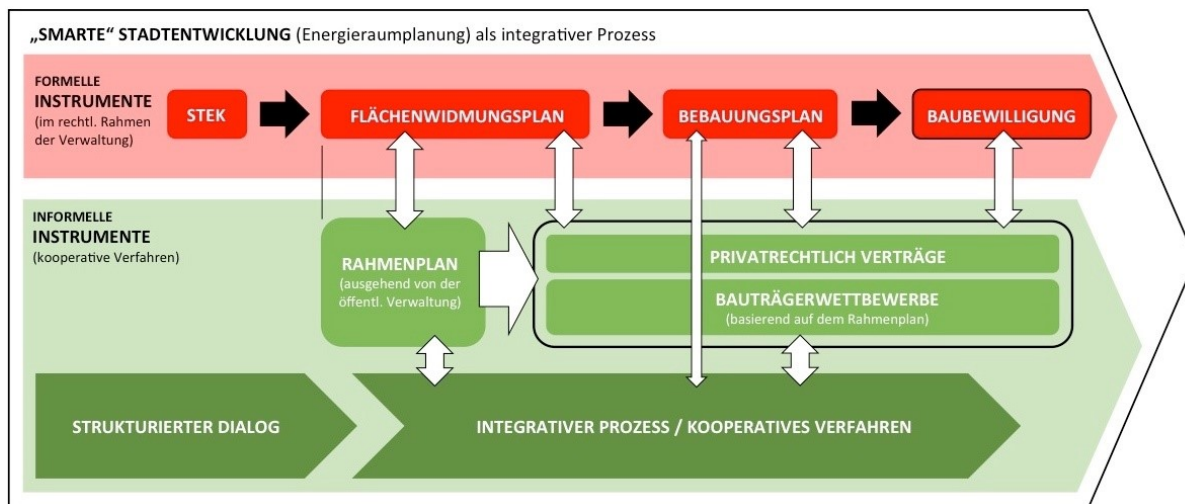 „SMARTE“ STADTENTWICKLUNG (Energieraumplanung) als integrativer Prozess
FORMELLE
INSTRUMENTE
(im rechtl. Rahmen
der Verwaltung)
STEK
FLÄCHENWIDMUNGSPLAN
BEBAUUNGSPLAN
BAUBEWILLIGUNG
INFORMELLE
INSTRUMENTE
(kooperative Verfahren)
RAHMENPLAN
(ausgehend von der
öffentl. Verwaltung)
PRIVATRECHTLICH VERTRÄGE
BAUTRÄGERWETTBEWERBE
(basierend auf dem Rahmenplan)
STRUKTURIERTER DIALOG
INTEGRATIVER PROZESS / KOOPERATIVES VERFAHREN